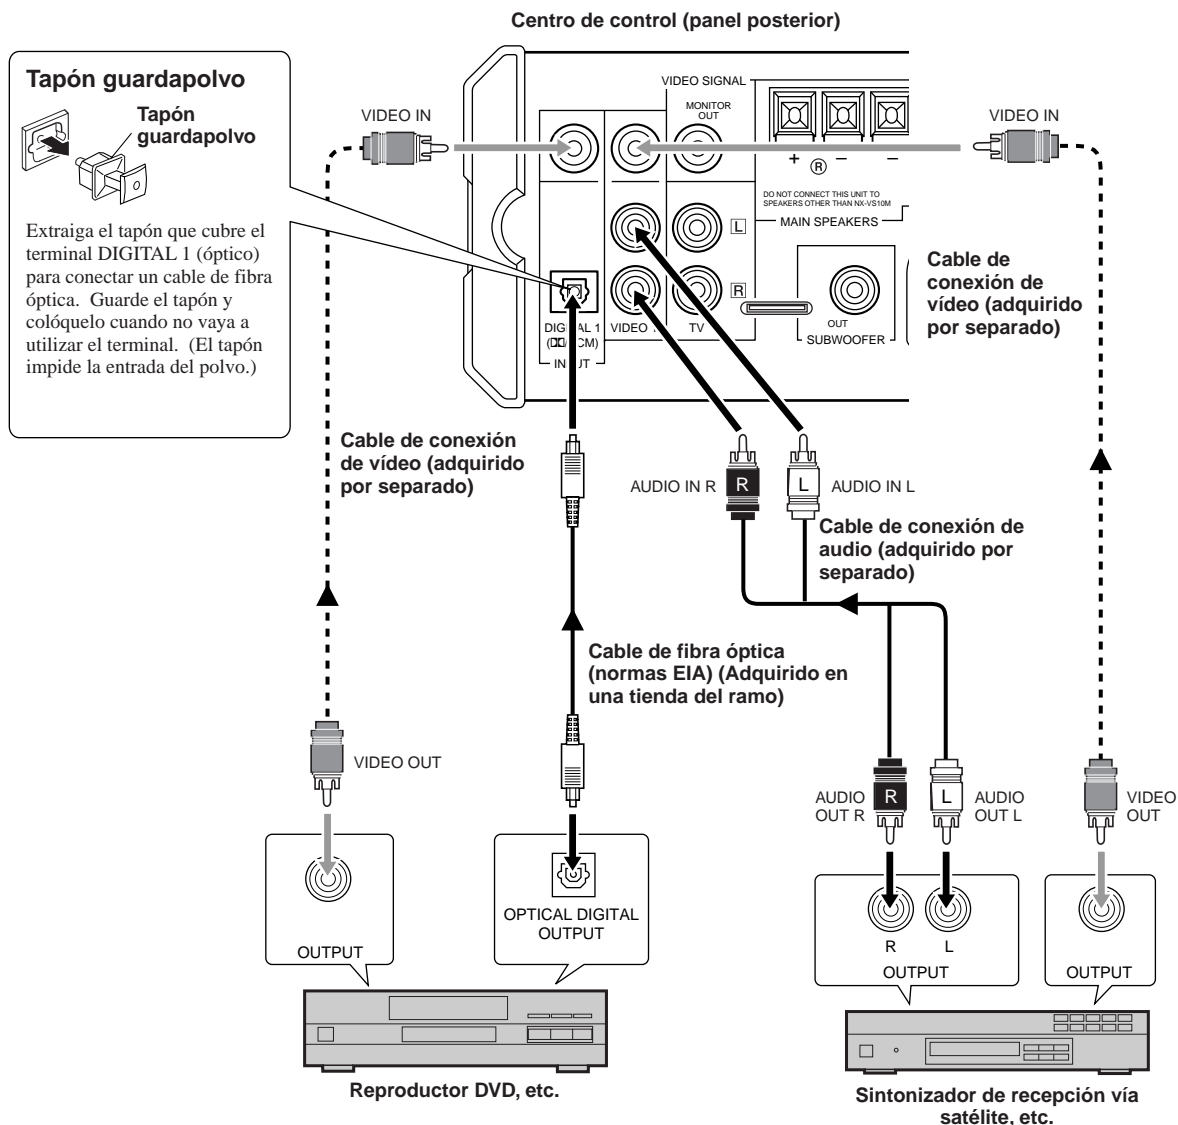 Centro de control (panel posterior)
Tapón guardapolvo
Tapón
guardapolvo
Extraiga el tapón que cubre el
terminal DIGITAL 1 (óptico)
para conectar un cable de fibra
óptica. Guarde el tapón y
colóquelo cuando no vaya a
utilizar el terminal. (El tapón
impide la entrada del polvo.)
VIDEO IN
VIDEO SIGNAL
MONITOR
OUT
VIDEO IN
+ R – –
DO NOT CONNECT THIS UNIT TO
SPEAKERS OTHER THAN NX-VS10M
MAIN SPEAKERS
L
R
VIDEO
TV
OUT
SUBWOOFER
Cable de
conexión de
vídeo (adquirido
por separado)
Cable de conexión
de vídeo (adquirido
por separado)
AUDIO IN R
R
L
AUDIO IN L
Cable de conexión de
audio (adquirido por
separado)
Cable de fibra óptica
(normas EIA) (Adquirido en
una tienda del ramo)
VIDEO OUT
AUDIO
OUT R
R
L
AUDIO
OUT L
VIDEO
OUT
OUTPUT
OPTICAL DIGITAL
OUTPUT
R
L
OUTPUT
OUTPUT
Reproductor DVD, etc.
Sintonizador de recepción vía
satélite, etc.